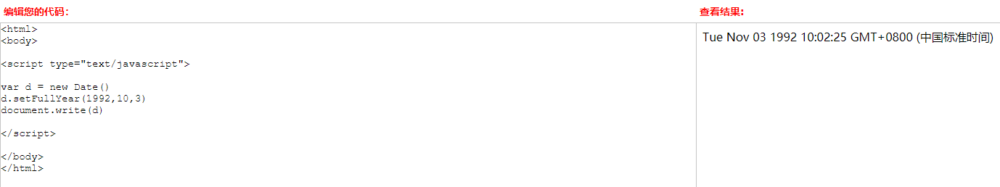 编辑您的代码:
查看结果:
<html>
<body>
<script type="text/javascript">
var d = new Date()
d.setFullYear(1992,10,3)
document.write(d)
</script>
</body>
</html>
Tue Nov 03 1992 10:02:25 GMT+0800 (中国标准时间)